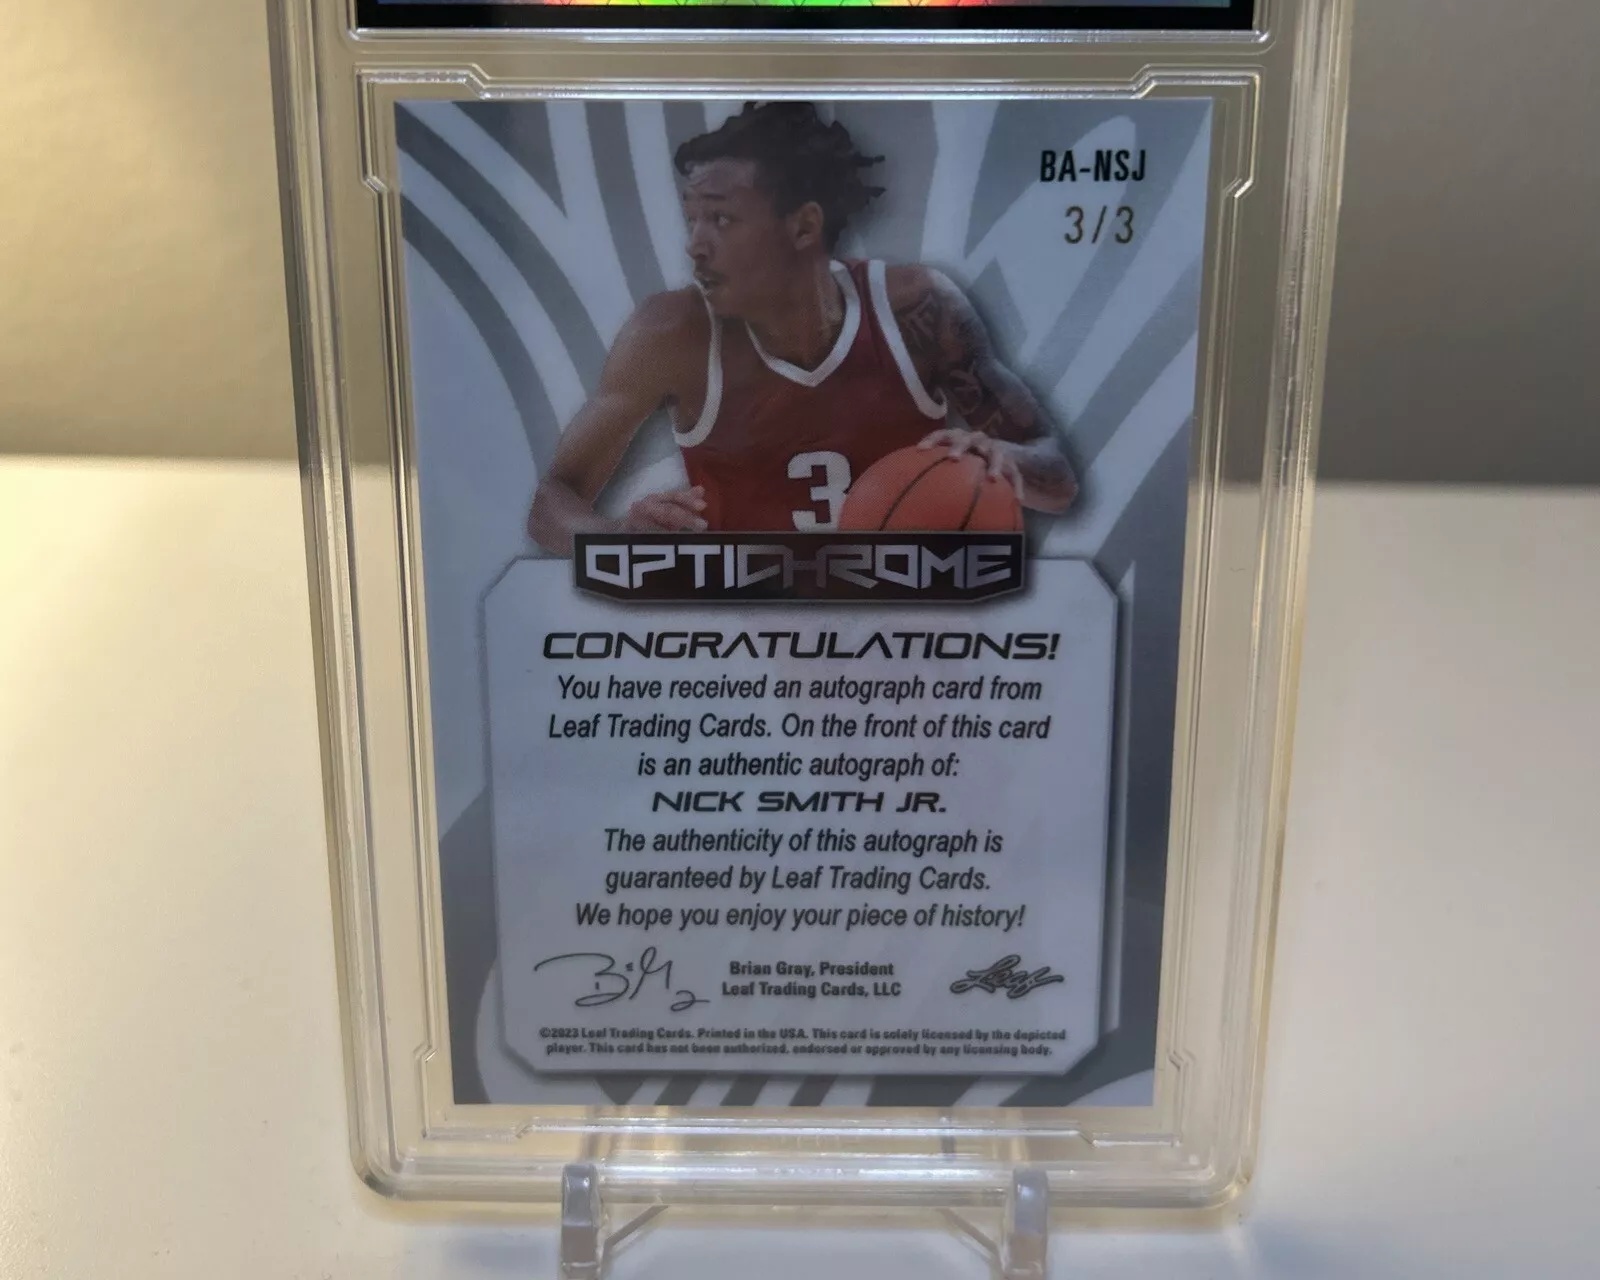 BA-NSJ
3/3
3
OPTICHROME
CONGRATULATIONS!
You have received an autograph card from
Leaf Trading Cards. On the front of this card
is an authentic autograph of:
NICK SMITH JR.
The authenticity of this autograph is
guaranteed by Leaf Trading Cards.
We hope you enjoy your piece of history!
Brian Gray, President
Leaf Trading Cards, LLC
Leaf
©2023 Leaf Trading Cards. Printed in the USA. This card is solely licensed by the depicted
player. This card has not been authorized, endorsed or approved by any licensing body.